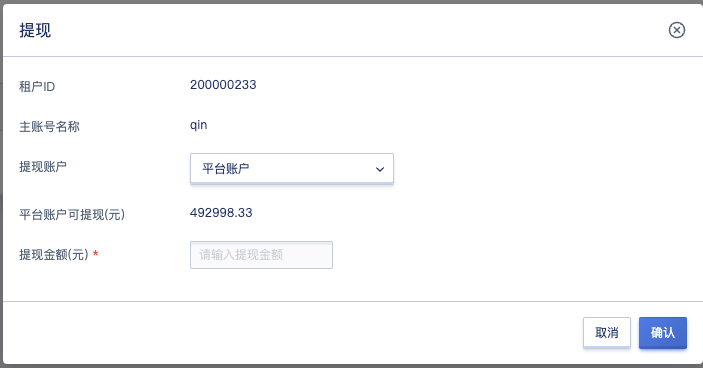 提现
租户ID 200000233
主账号名称 qin
提现账户 平台账户
平台账户可提现(元) 492998.33
提现金额(元) * 请输入提现金额
取消 确认